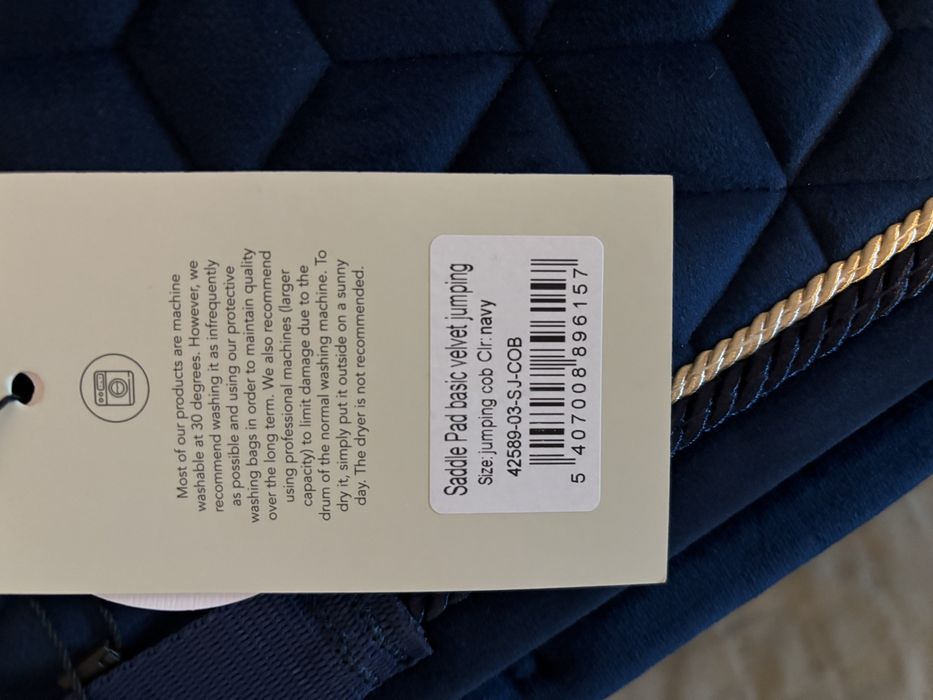 Most of our products are machine
washable at 30 degrees. However, we
recommend washing it as infrequently
as possible and using our protective
washing bags in order to maintain quality
over the long term. We also recommend
using professional machines (larger
capacity) to limit damage due to the
drum of the normal washing machine. To
dry it, simply put it outside on a sunny
day. The dryer is not recommended.
Saddle Pad basic velvet jumping
Size: jumping cob Clr: navy
42589-03-SJ-COB
5 407008 896157